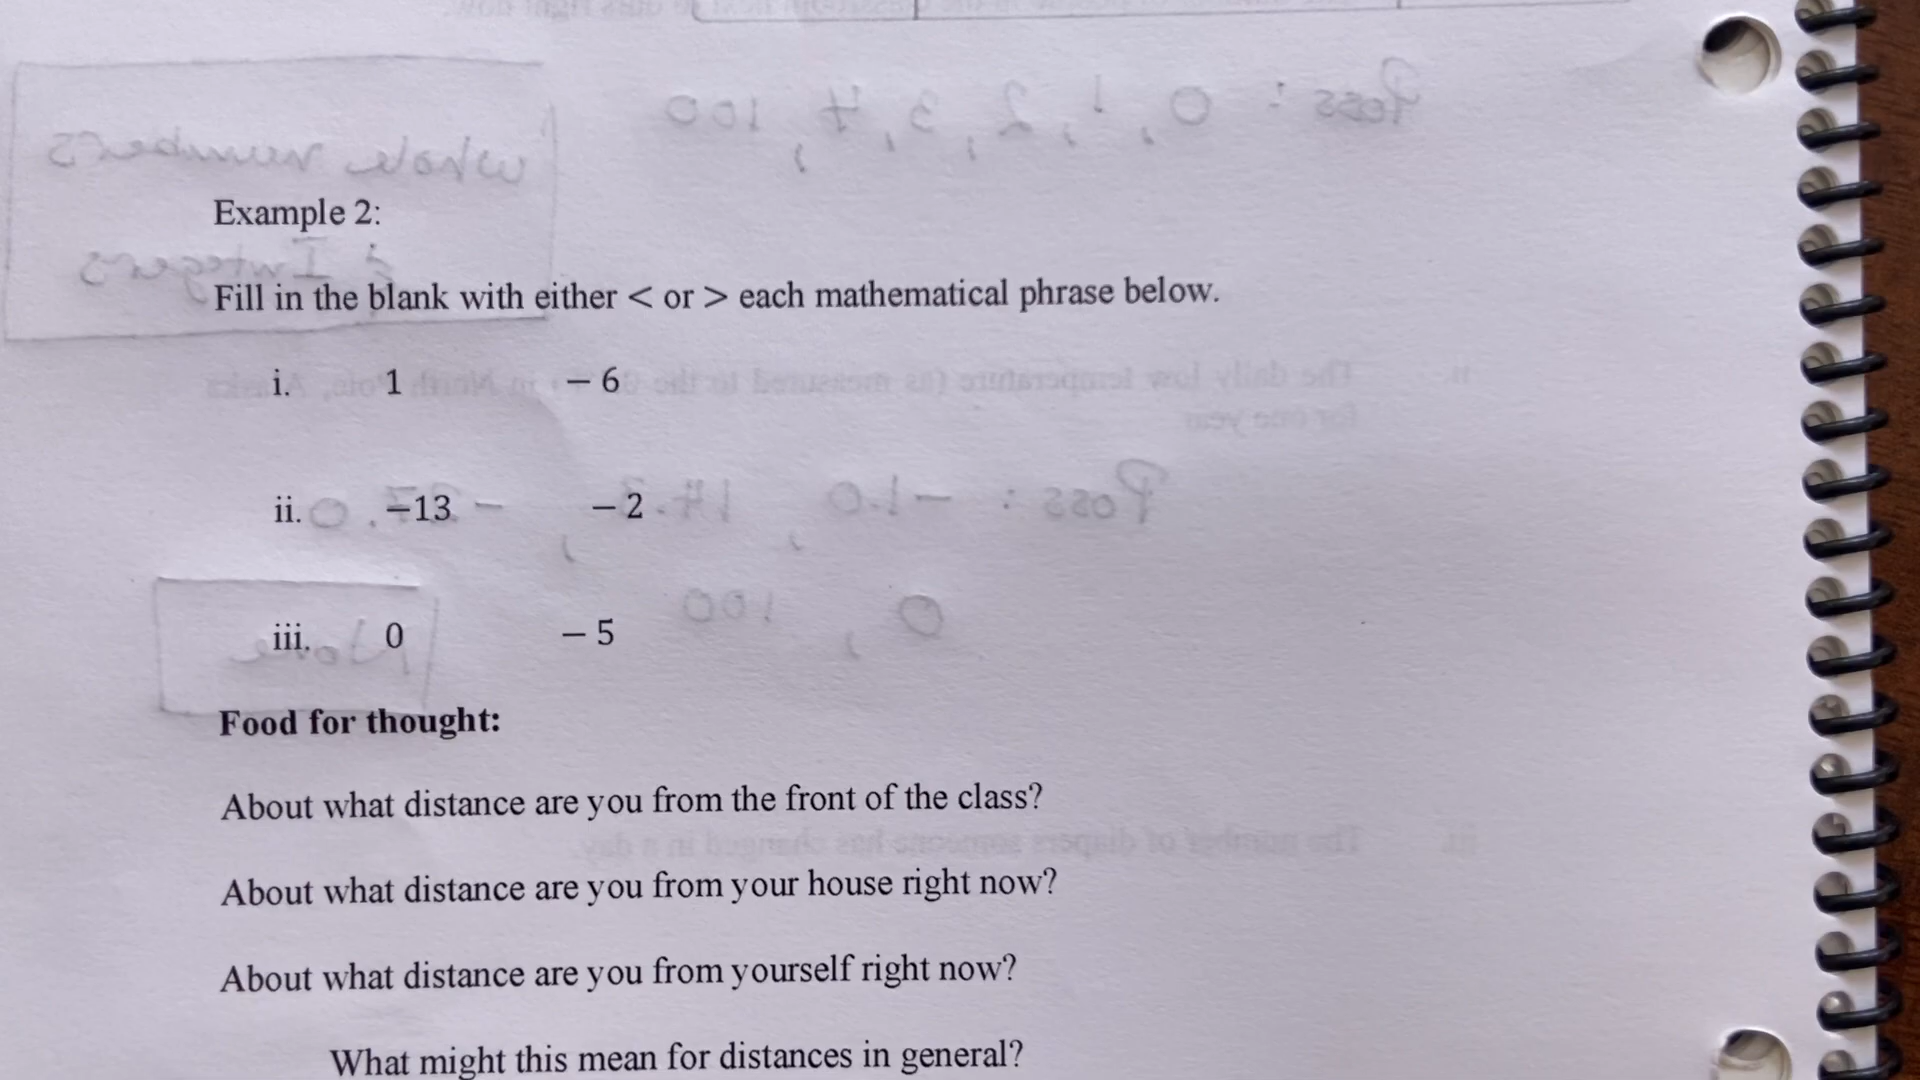 Example 2:
Fill in the blank with either < or > each mathematical phrase below.
i. 1 − 6
ii. −13 − 2
iii. 0 − 5
Food for thought:
About what distance are you from the front of the class?
About what distance are you from your house right now?
About what distance are you from yourself right now?
What might this mean for distances in general?